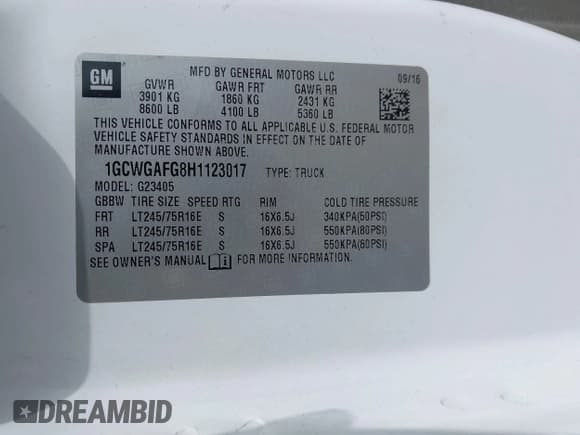 GM
MFD BY GENERAL MOTORS LLC
09/16
GVWR GAWR FRT GAWR RR
3901 KG 1860 KG 2431 KG
8600 LB 4100 LB 5360 LB
THIS VEHICLE CONFORMS TO ALL APPLICABLE U.S. FEDERAL MOTOR
VEHICLE SAFETY STANDARDS IN EFFECT ON THE DATE OF
MANUFACTURE SHOWN ABOVE.
1GCWGAFG8H1123017 TYPE: TRUCK
MODEL: G23405
GBBW TIRE SIZE SPEED RTG RIM COLD TIRE PRESSURE
FRT LT245/75R16E S 16X6.5J 340KPA(50PSI)
RR LT245/75R16E S 16X6.5J 550KPA(80PSI)
SPA LT245/75R16E S 16X6.5J 550KPA(80PSI)
SEE OWNER'S MANUAL FOR MORE INFORMATION.
DREAMBID